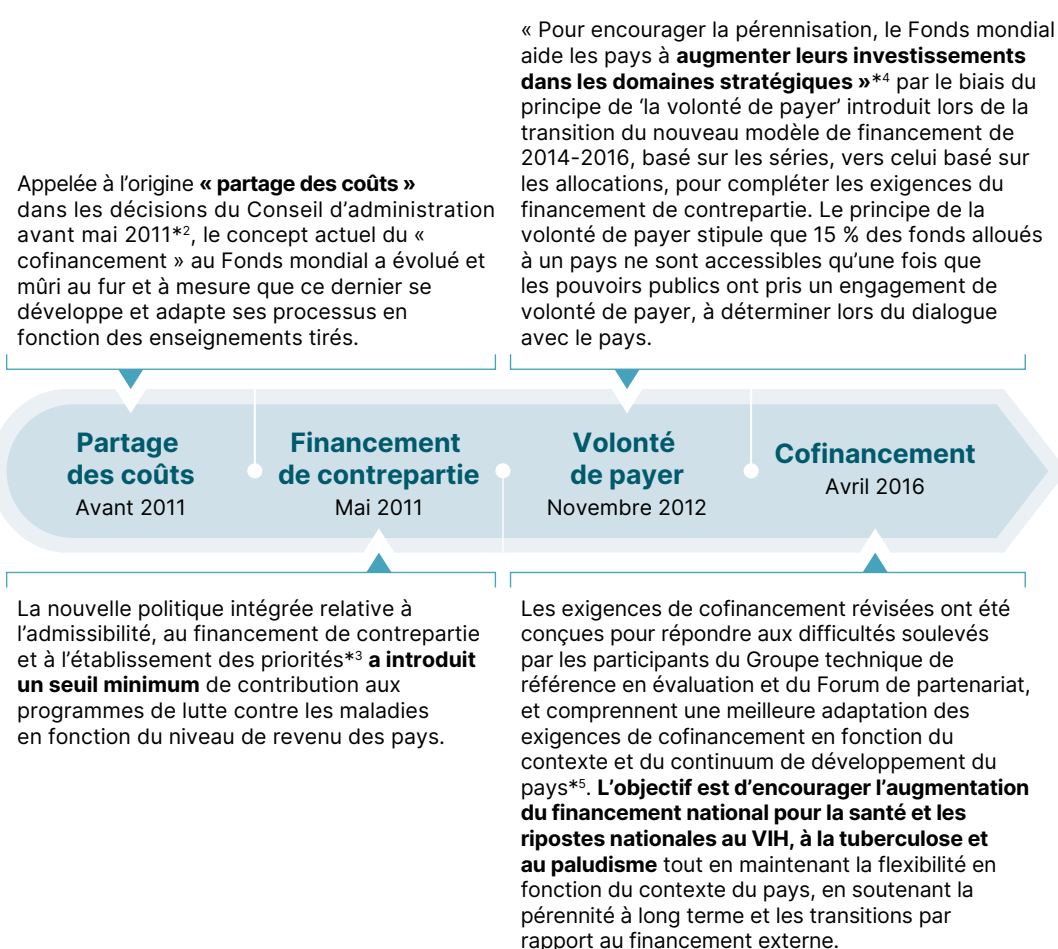 Appelée à l’origine « partage des coûts »
dans les décisions du Conseil d’administration
avant mai 2011*2, le concept actuel du «
cofinancement » au Fonds mondial a évolué et
mûri au fur et à mesure que ce dernier se
développe et adapte ses processus en
fonction des enseignements tirés.
« Pour encourager la pérennisation, le Fonds mondial
aide les pays à augmenter leurs investissements
dans les domaines stratégiques »*4 par le biais du
principe de ‘la volonté de payer’ introduit lors de la
transition du nouveau modèle de financement de
2014-2016, basé sur les séries, vers celui basé sur
les allocations, pour compléter les exigences du
financement de contrepartie. Le principe de la
volonté de payer stipule que 15 % des fonds alloués
à un pays ne sont accessibles qu’une fois que
les pouvoirs publics ont pris un engagement de
volonté de payer, à déterminer lors du dialogue
avec le pays.
Partage
des coûts
Avant 2011
Financement
de contrepartie
Mai 2011
Volonté
de payer
Novembre 2012
Cofinancement
Avril 2016
La nouvelle politique intégrée relative à
l’admissibilité, au financement de contrepartie
et à l’établissement des priorités*3 a introduit
un seuil minimum de contribution aux
programmes de lutte contre les maladies
en fonction du niveau de revenu des pays.
Les exigences de cofinancement révisées ont été
conçues pour répondre aux difficultés soulevés
par les participants du Groupe technique de
référence en évaluation et du Forum de partenariat,
et comprennent une meilleure adaptation des
exigences de cofinancement en fonction du
contexte et du continuum de développement du
pays*5. L’objectif est d’encourager l’augmentation
du financement national pour la santé et les
ripostes nationales au VIH, à la tuberculose et
au paludisme tout en maintenant la flexibilité en
fonction du contexte du pays, en soutenant la
pérennité à long terme et les transitions par
rapport au financement externe.